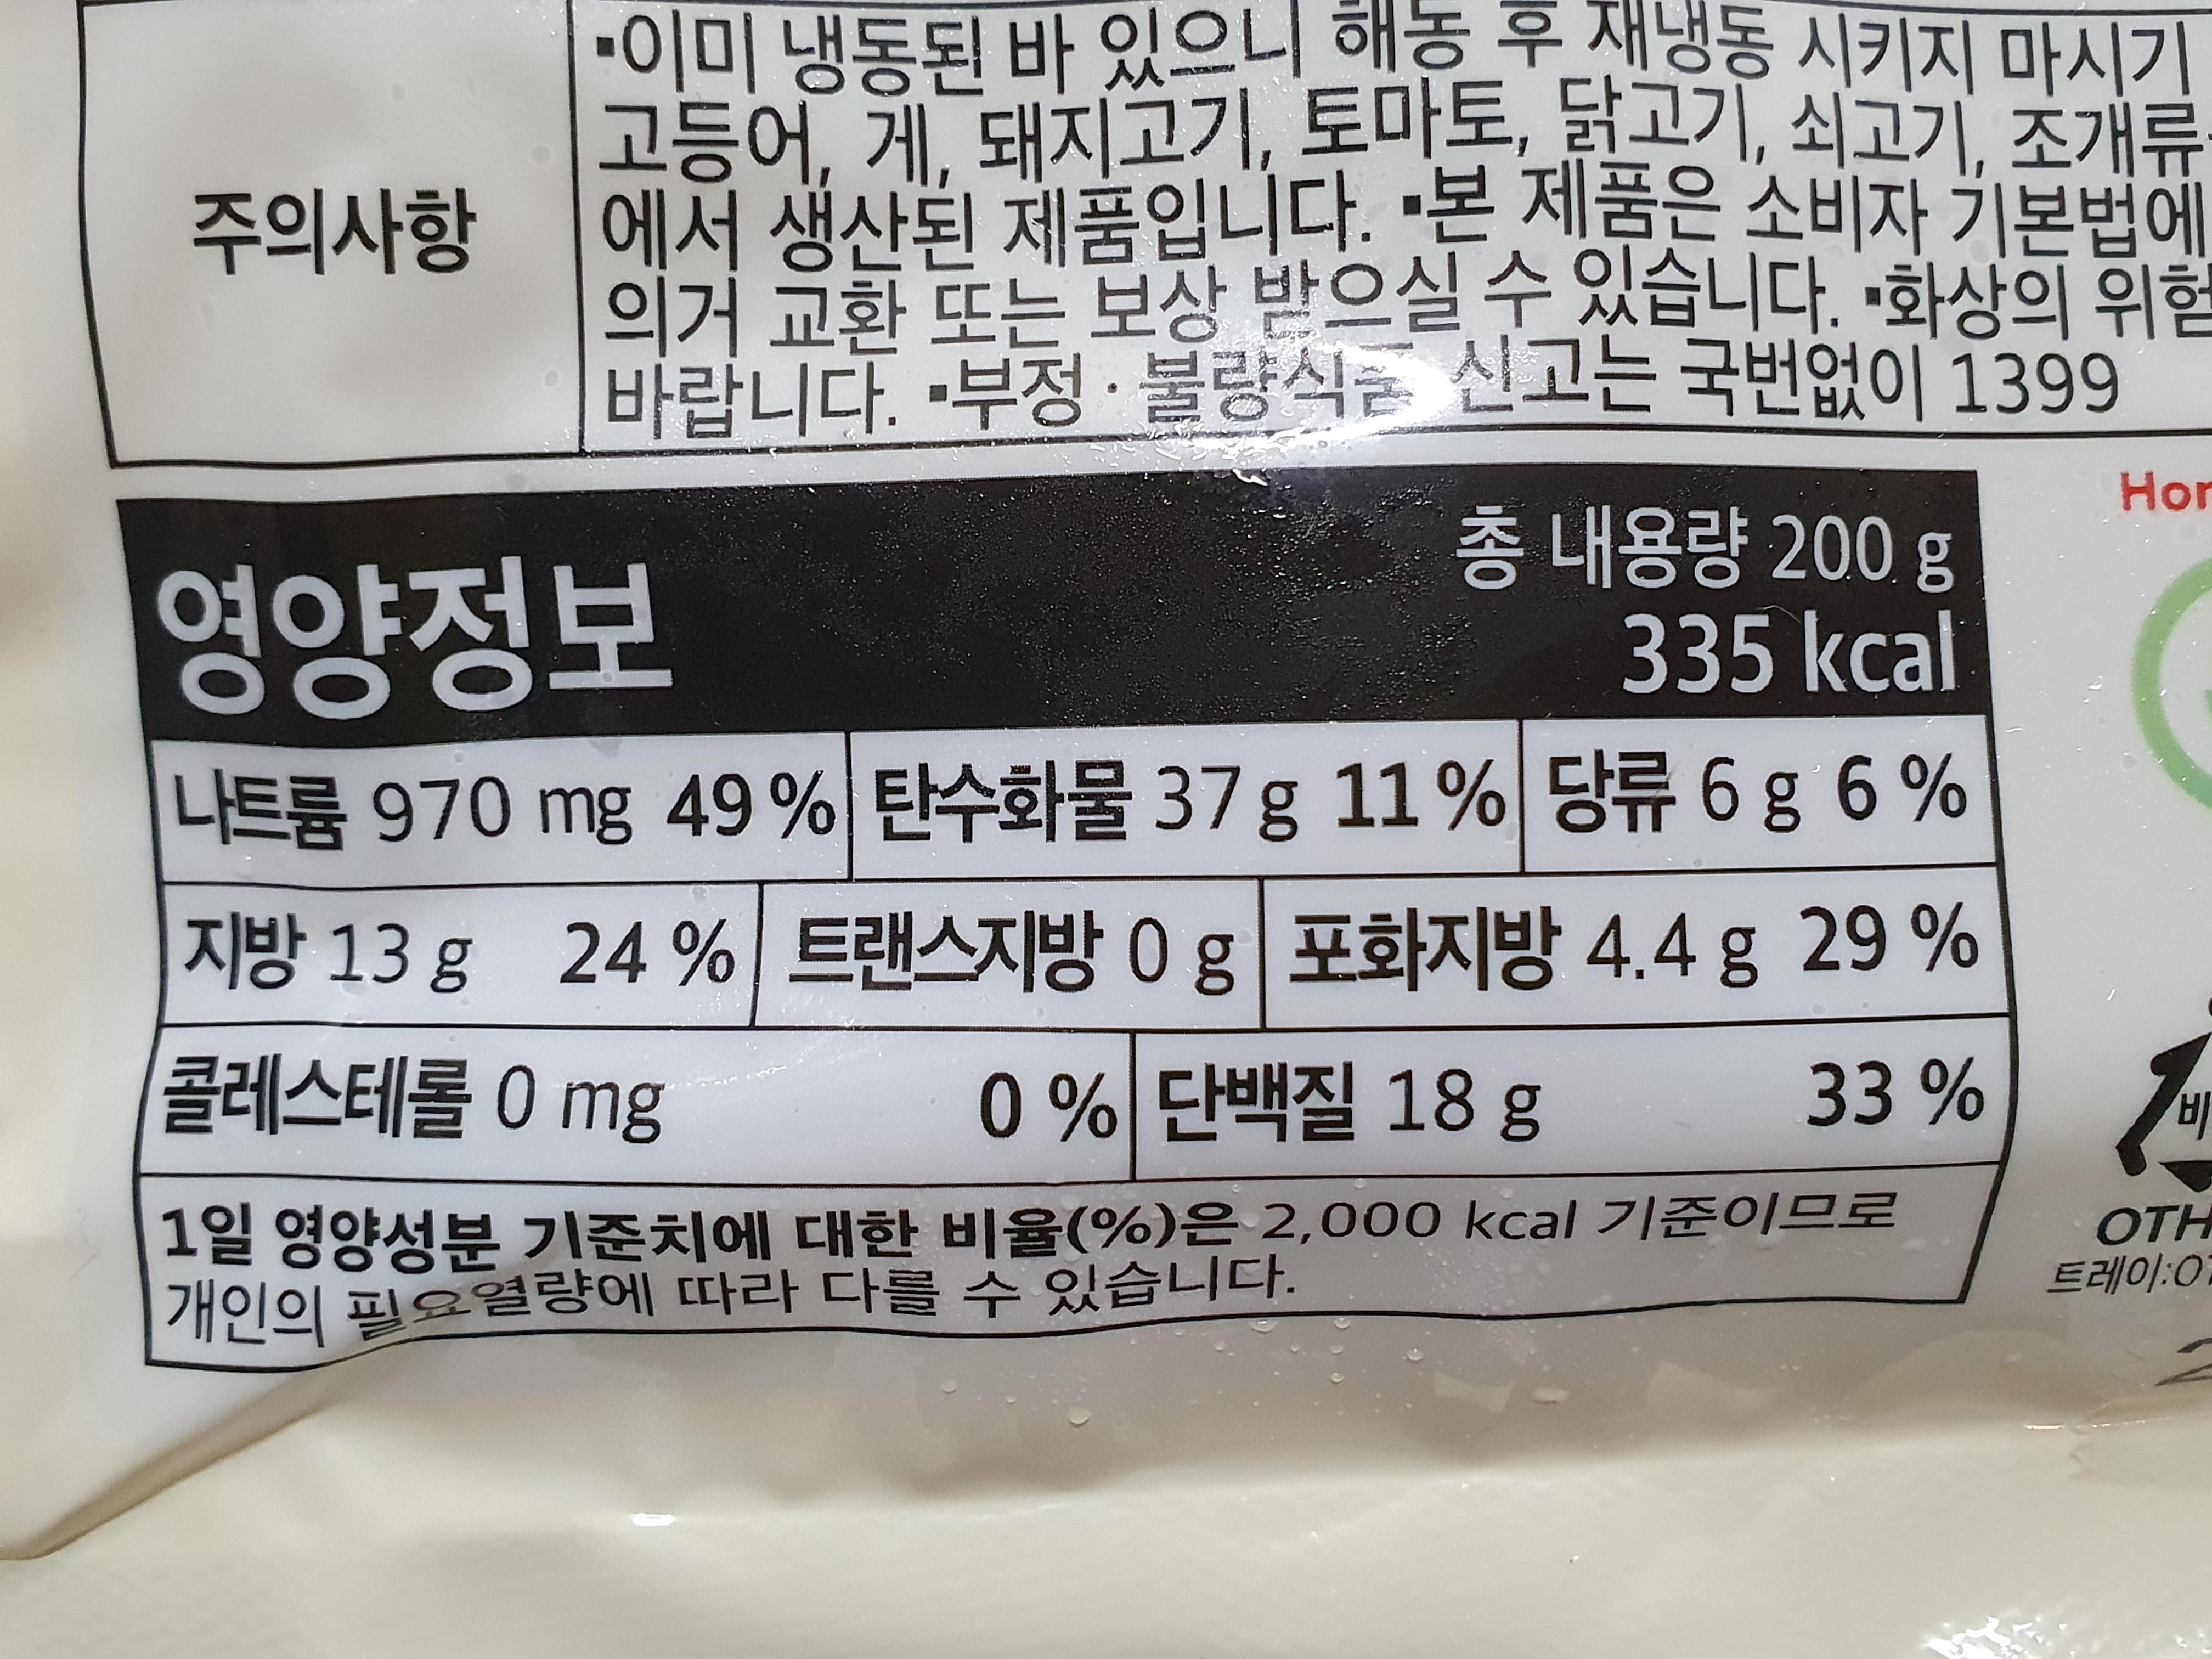 ▪이미 냉동된 바 있으니 해동 후 재냉동 시키지 마시기
고등어, 게, 돼지고기, 토마토, 닭고기, 쇠고기, 조개류
주의사항
에서 생산된 제품입니다. ▪본 제품은 소비자 기본법에
의거 교환 또는 보상 받으실 수 있습니다. ▪화상의 위험
바랍니다. ▪부정 · 불량식품 신고는 국번없이 1399
영양정보
총 내용량 200 g
335 kcal
나트륨 970 mg 49 % 탄수화물 37 g 11 % 당류 6 g 6 %
지방 13 g 24 % 트랜스지방 0 g 포화지방 4.4 g 29 %
콜레스테롤 0 mg 0 % 단백질 18 g 33 %
1일 영양성분 기준치에 대한 비율(%)은 2,000 kcal 기준이므로
개인의 필요열량에 따라 다를 수 있습니다.